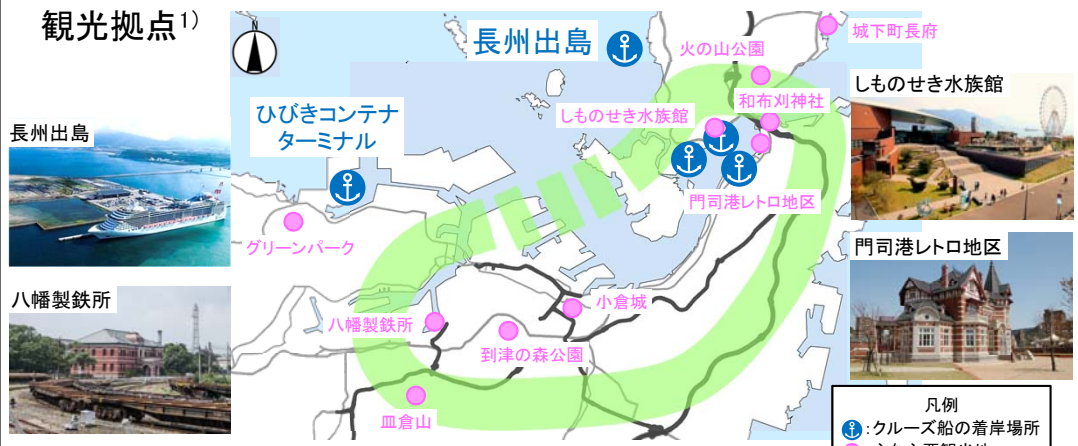 観光拠点1)
N
長州出島
城下町長府
火の山公園
しものせき水族館
ひびきコンテナ
ターミナル
和布刈神社
しものせき水族館
長州出島
門司港レトロ地区
グリーンパーク
門司港レトロ地区
八幡製鉄所
小倉城
八幡製鉄所
到津の森公園
皿倉山
凡例
:クルーズ船の着岸場所